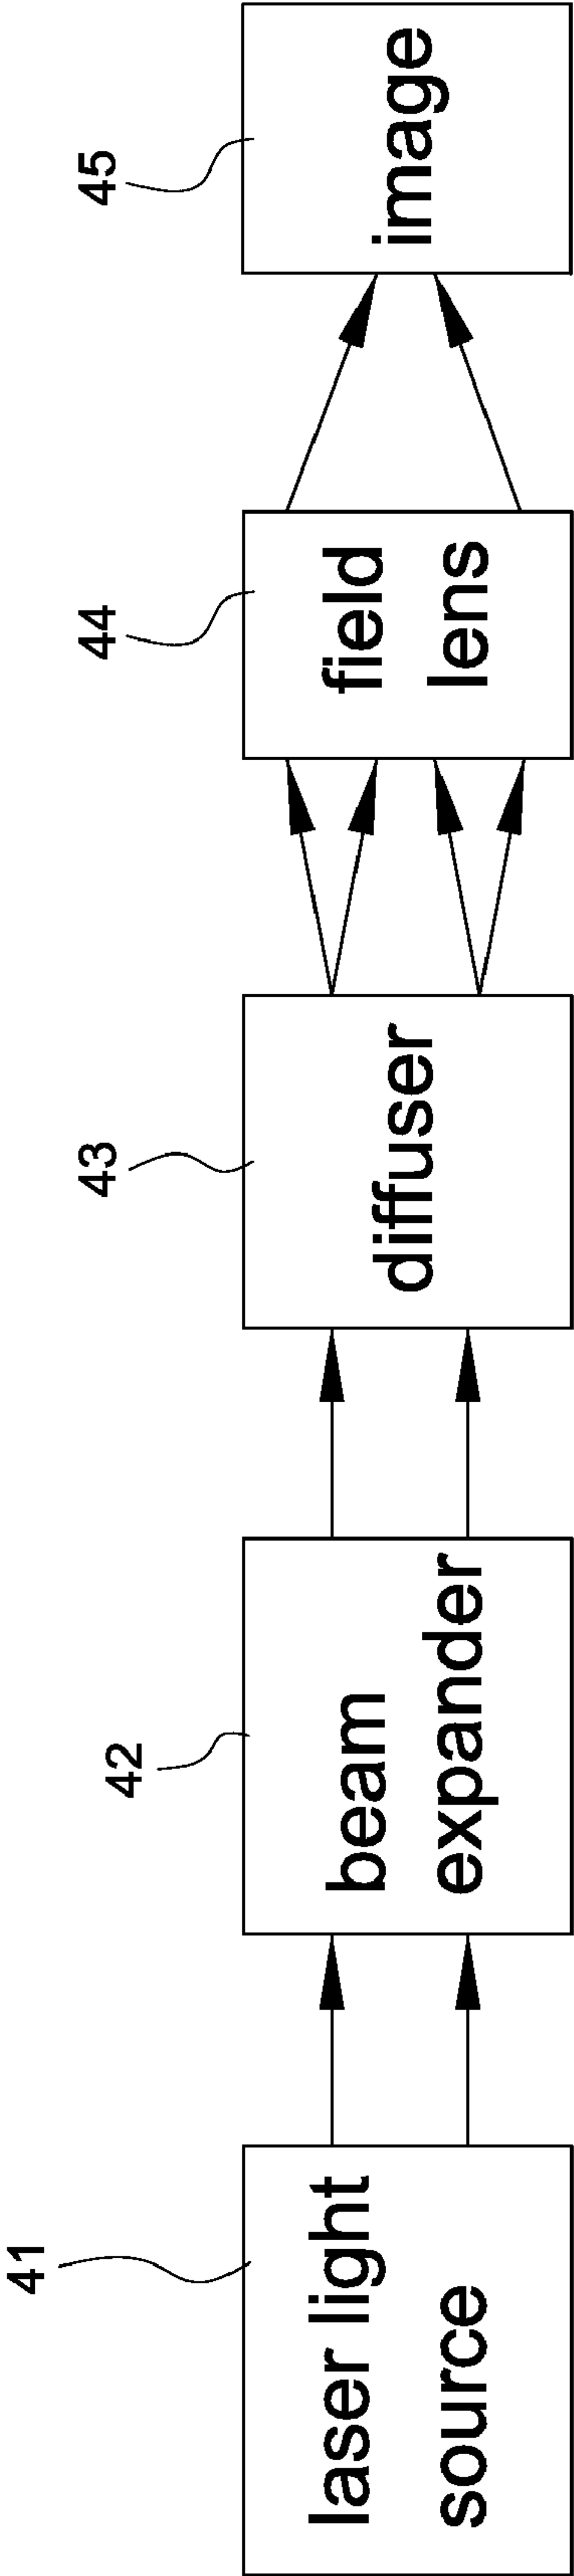 41
laser light
source
42
beam
expander
43
diffuser
44
field
lens
45
image